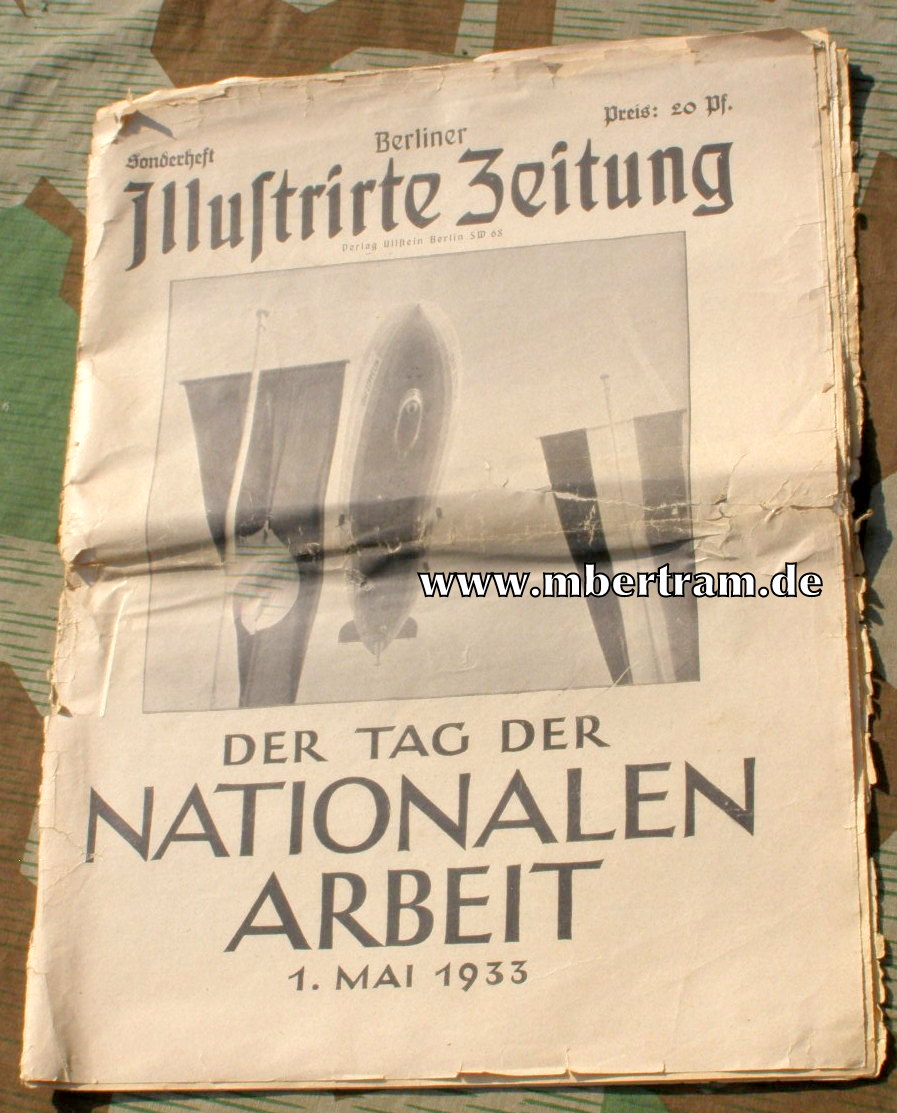 Sonderheft
Berliner
Preis: 20 Pf.
Illustrirte Zeitung
Verlag Ullstein Berlin SW 68
www.mbertram.de
DER TAG DER
NATIONALEN
ARBEIT
1. MAI 1933